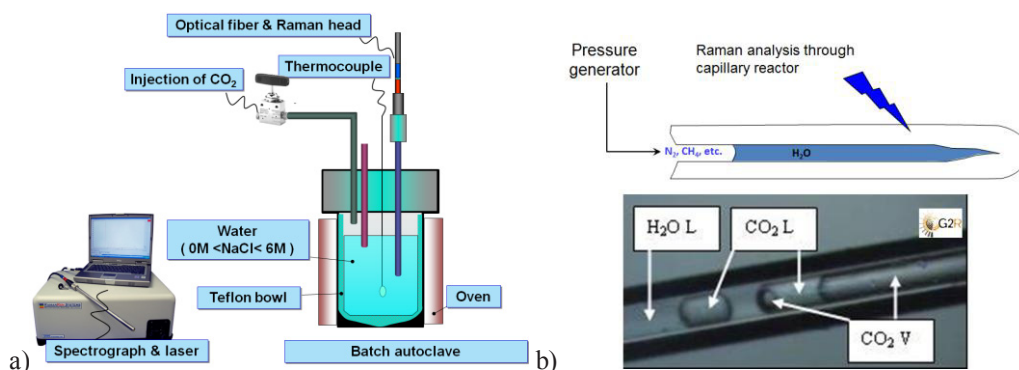 Optical fiber & Raman head
Thermocouple
Injection of CO₂
Water
( 0M <NaCl< 6M )
Teflon bowl
Oven
Spectrograph & laser
Batch autoclave
a)
Pressure
generator
Raman analysis through
capillary reactor
N₂, CH₄, etc.
H₂O
H₂O L
CO₂ L
G2R
CO₂ V
b)